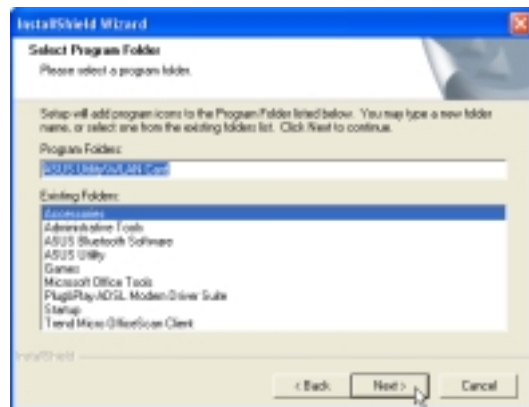 InstallShield Wizard
Select Program Folder
Please select a program folder.
Setup will add program icons to the Program Folder listed below. You may type a new folder
name, or select one from the existing folders list. Click Next to continue.
Program Folders:
ASUS Utility\WLAN Card
Existing Folders:
Accessories
Administrative Tools
ASUS Bluetooth Software
ASUS Utility
Games
Microsoft Office Tools
Plug&Play ADSL Modem Driver Suite
Startup
Trend Micro OfficeScan Client
InstallShield
< Back
Next >
Cancel